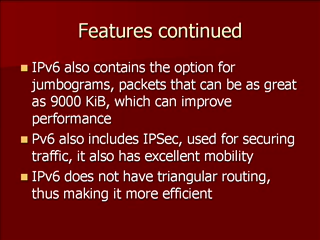 Features continued
IPv6 also contains the option for
jumbograms, packets that can be as great
as 9000 KiB, which can improve
performance
Pv6 also includes IPSec, used for securing
traffic, it also has excellent mobility
IPv6 does not have triangular routing,
thus making it more efficient